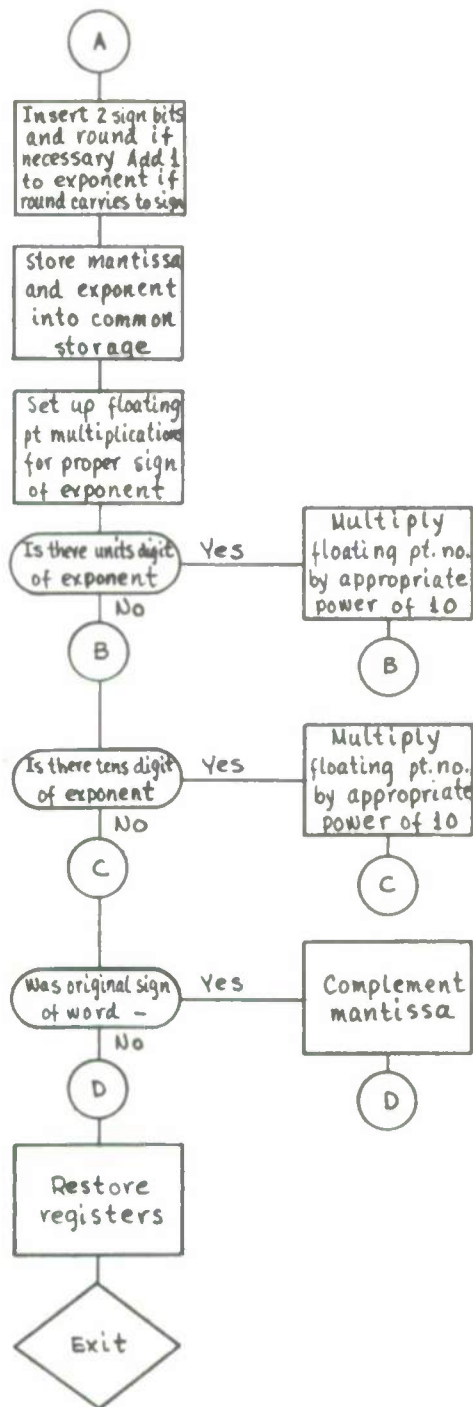 A
Insert 2 sign bits
and round if
necessary Add 1
to exponent if
round carries to sign
Store mantissa
and exponent
into common
storage
Set up floating
pt multiplication
for proper sign
of exponent
Is there units digit
of exponent
Yes
Multiply
floating pt. no.
by appropriate
power of 10
B
No
B
Is there tens digit
of exponent
Yes
Multiply
floating pt. no.
by appropriate
power of 10
C
No
C
Was original sign
of word -
Yes
Complement
mantissa
D
No
D
Restore
registers
Exit